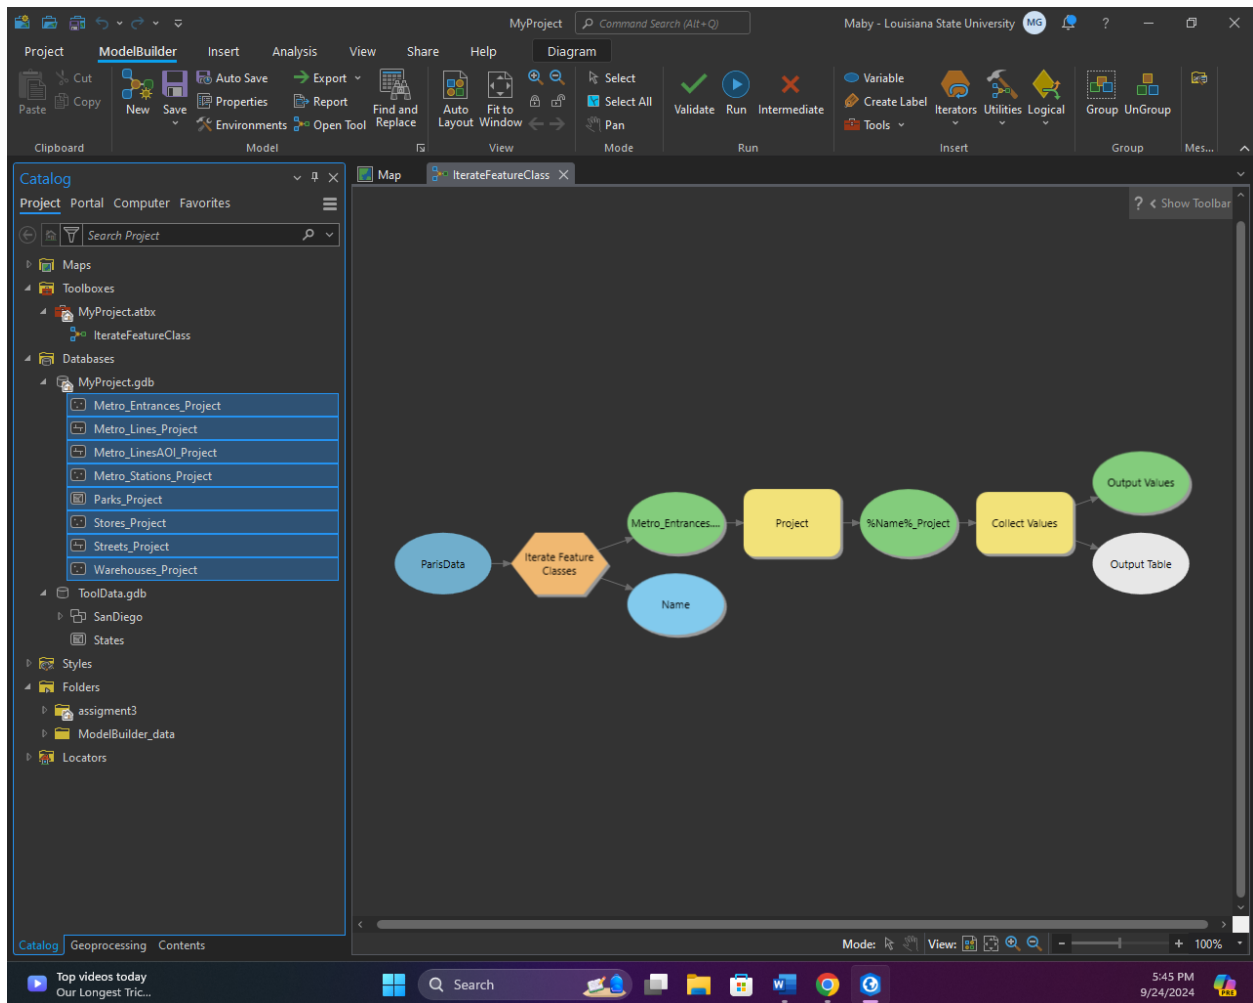 MyProject
Command Search (Alt+Q)
Maby - Louisiana State University
MG
?
Project
ModelBuilder
Insert
Analysis
View
Share
Help
Diagram
Paste
Cut
Copy
Clipboard
New
Save
Auto Save
Properties
Environments
Export
Report
Open Tool
Find and
Replace
Model
Auto
Layout
Fit to
Window
View
Select
Select All
Pan
Mode
Validate
Run
Intermediate
Run
Variable
Create Label
Tools
Iterators
Utilities
Logical
Insert
Group
UnGroup
Group
Mes...
Catalog
Project
Portal
Computer
Favorites
Search Project
Maps
Toolboxes
MyProject.atbx
IterateFeatureClass
Databases
MyProject.gdb
Metro_Entrances_Project
Metro_Lines_Project
Metro_LinesAOI_Project
Metro_Stations_Project
Parks_Project
Stores_Project
Streets_Project
Warehouses_Project
ToolData.gdb
SanDiego
States
Styles
Folders
assigment3
ModelBuilder_data
Locators
Catalog
Geoprocessing
Contents
Map
IterateFeatureClass
? < Show Toolbar
ParisData
Iterate Feature
Classes
Metro_Entrances....
Name
Project
%Name%_Project
Collect Values
Output Values
Output Table
Mode:
View:
- + 100%
Top videos today
Our Longest Tric...
Search
W
5:45 PM
9/24/2024
PRE